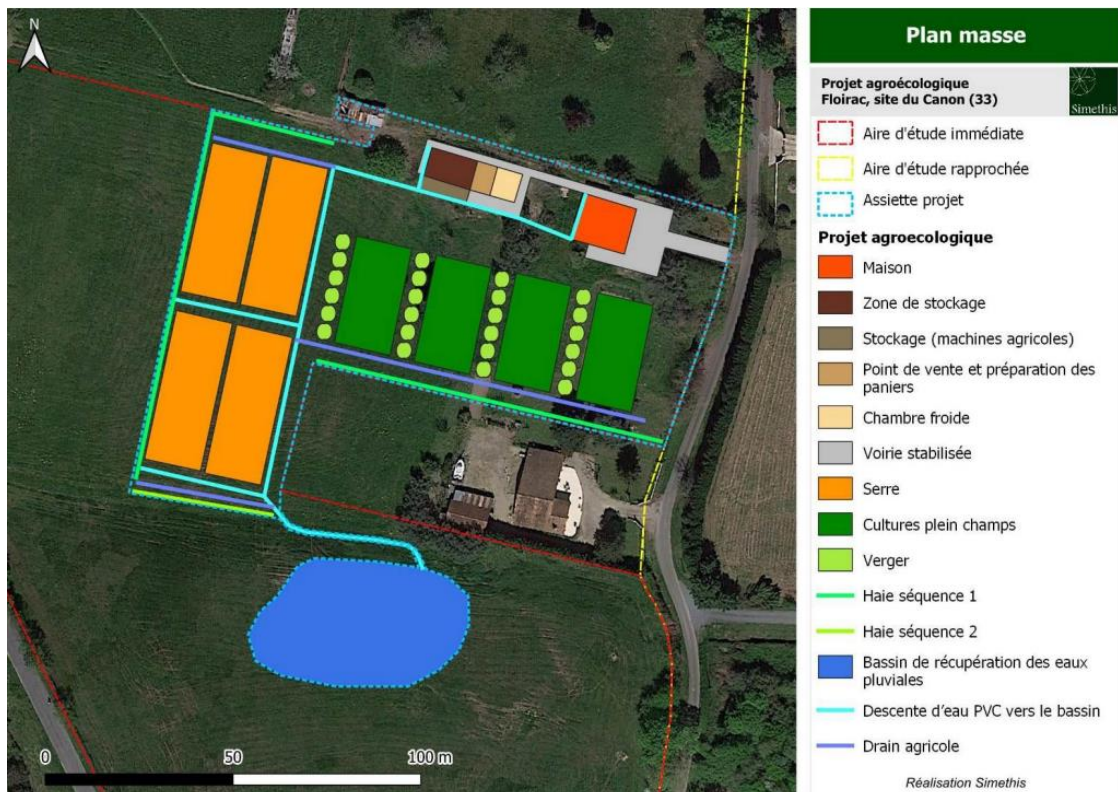 N
0 50 100 m
Plan masse
Projet agroécologique
Floirac, site du Canon (33)
Simethis
Aire d'étude immédiate
Aire d'étude rapprochée
Assiette projet
Projet agroecologique
Maison
Zone de stockage
Stockage (machines agricoles)
Point de vente et préparation des
paniers
Chambre froide
Voirie stabilisée
Serre
Cultures plein champs
Verger
Haie séquence 1
Haie séquence 2
Bassin de récupération des eaux
pluviales
Descente d'eau PVC vers le bassin
Drain agricole
Réalisation Simethis